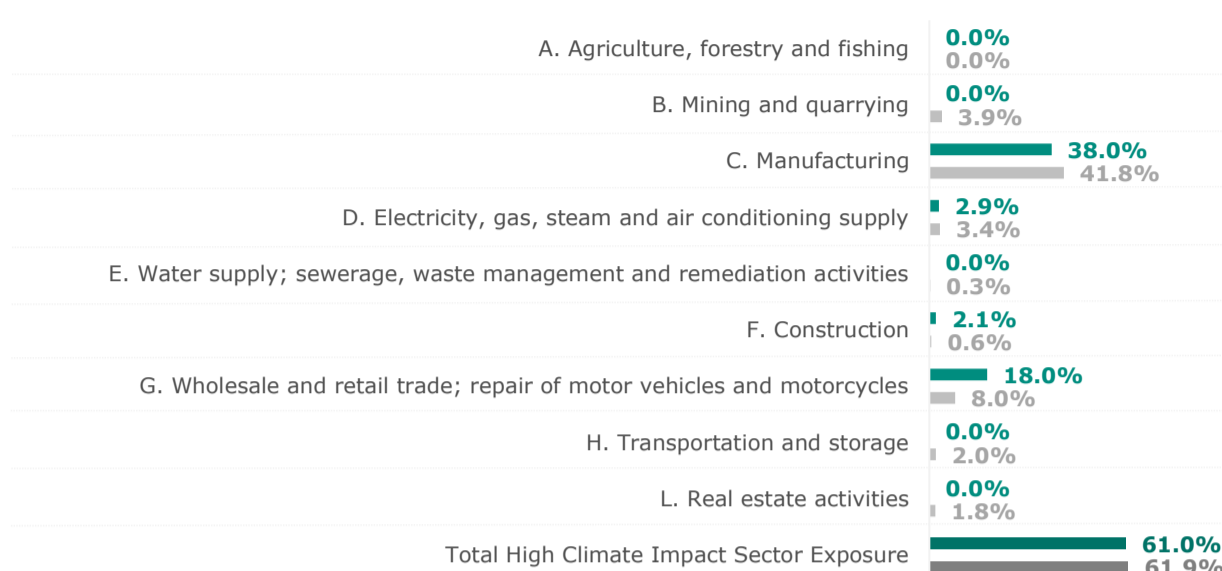 A. Agriculture, forestry and fishing
0.0%
0.0%
B. Mining and quarrying
0.0%
3.9%
C. Manufacturing
38.0%
41.8%
D. Electricity, gas, steam and air conditioning supply
2.9%
3.4%
E. Water supply; sewerage, waste management and remediation activities
0.0%
0.3%
F. Construction
2.1%
0.6%
G. Wholesale and retail trade; repair of motor vehicles and motorcycles
18.0%
8.0%
H. Transportation and storage
0.0%
2.0%
L. Real estate activities
0.0%
1.8%
Total High Climate Impact Sector Exposure
61.0%
61.9%